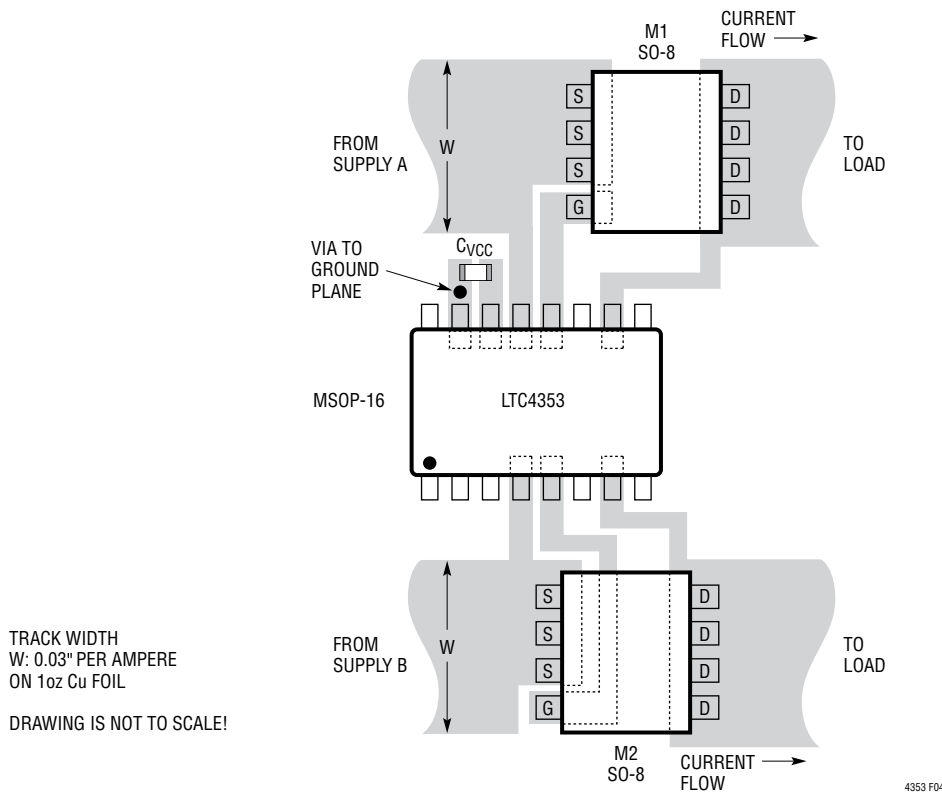 CURRENT
FLOW
M1
SO-8
S
D
S
D
S
D
G
D
FROM
SUPPLY A
W
TO
LOAD
VIA TO
GROUND
PLANE
CVCC
MSOP-16
LTC4353
FROM
SUPPLY B
W
S
D
S
D
S
D
G
D
TO
LOAD
M2
SO-8
CURRENT
FLOW
TRACK WIDTH
W: 0.03" PER AMPERE
ON 1oz Cu FOIL
DRAWING IS NOT TO SCALE!
4353 F04